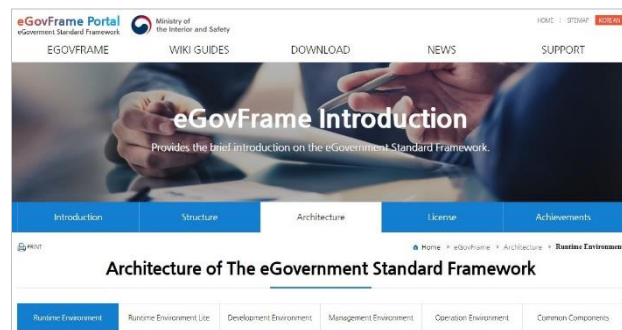 eGovFrame Portal
eGoverment Standard Framework
Ministry of
the Interior and Safety
HOME : SITEMAP KOREAN
EGOVFRAME WIKI GUIDES DOWNLOAD NEWS SUPPORT
eGovFrame Introduction
Provides the brief introduction on the eGovernment Standard Framework.
Introduction Structure Architecture License Achievements
PRINT
Home eGovFrame Architecture Runtime Environment
Architecture of The eGovernment Standard Framework
Runtime Environment Runtime Environment Lite Development Environment Management Environment Operation Environment Common Components